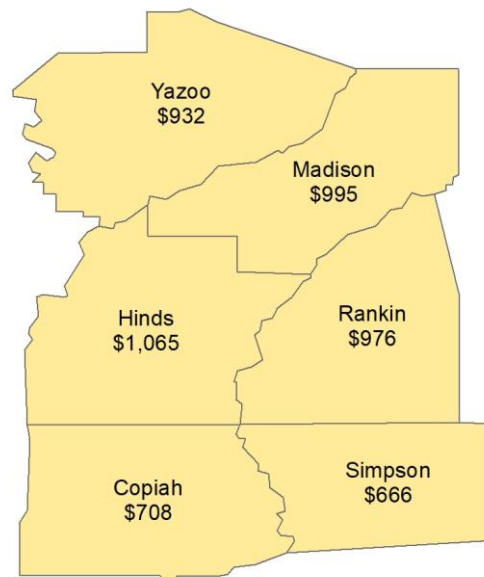 Yazoo
$932
Madison
$995
Hinds
$1,065
Rankin
$976
Copiah
$708
Simpson
$666